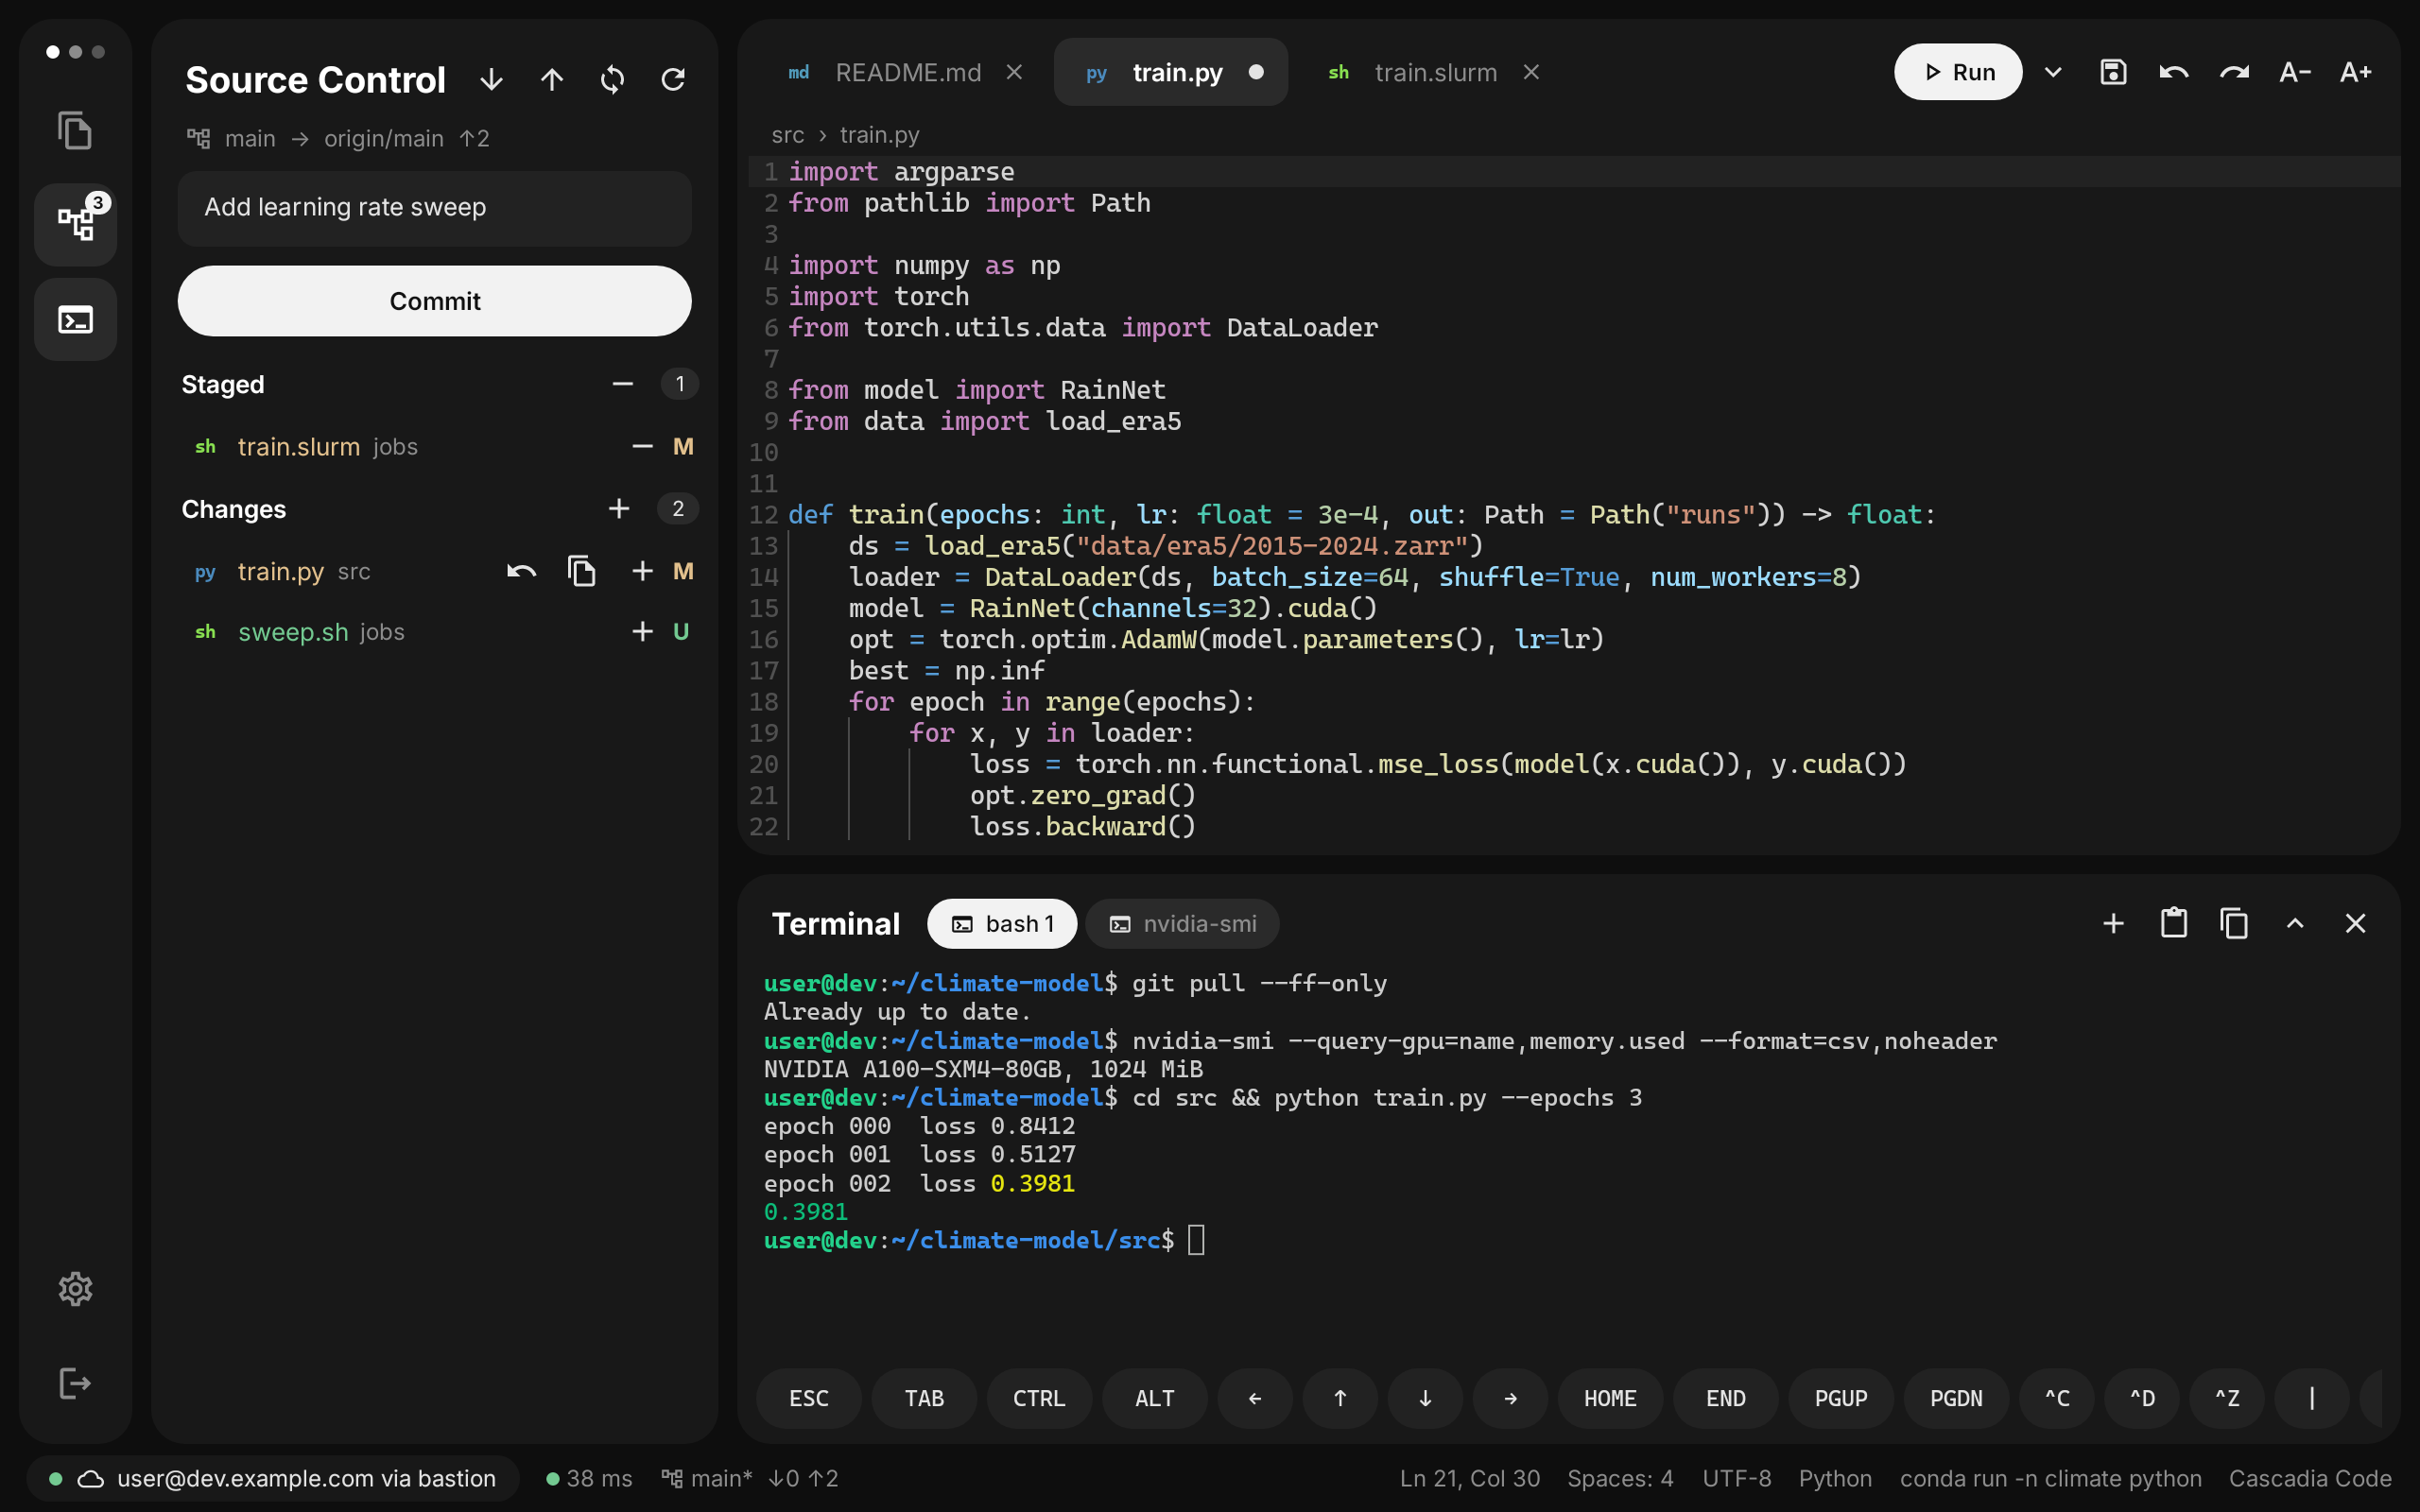 3
Source Control
main → origin/main ↑2
Add learning rate sweep
Commit
Staged 1
sh train.slurm jobs M
Changes 2
py train.py src M
sh sweep.sh jobs U
md README.md
py train.py
sh train.slurm
Run
A- A+
src › train.py
1 import argparse
2 from pathlib import Path
3
4 import numpy as np
5 import torch
6 from torch.utils.data import DataLoader
7
8 from model import RainNet
9 from data import load_era5
10
11
12 def train(epochs: int, lr: float = 3e-4, out: Path = Path("runs")) -> float:
13     ds = load_era5("data/era5/2015-2024.zarr")
14     loader = DataLoader(ds, batch_size=64, shuffle=True, num_workers=8)
15     model = RainNet(channels=32).cuda()
16     opt = torch.optim.AdamW(model.parameters(), lr=lr)
17     best = np.inf
18     for epoch in range(epochs):
19         for x, y in loader:
20             loss = torch.nn.functional.mse_loss(model(x.cuda()), y.cuda())
21             opt.zero_grad()
22             loss.backward()
Terminal bash 1 nvidia-smi
user@dev:~/climate-model$ git pull --ff-only
Already up to date.
user@dev:~/climate-model$ nvidia-smi --query-gpu=name,memory.used --format=csv,noheader
NVIDIA A100-SXM4-80GB, 1024 MiB
user@dev:~/climate-model$ cd src && python train.py --epochs 3
epoch 000  loss 0.8412
epoch 001  loss 0.5127
epoch 002  loss 0.3981
0.3981
user@dev:~/climate-model/src$
ESC TAB CTRL ALT ← ↑ ↓ → HOME END PGUP PGDN ^C ^D ^Z |
user@dev.example.com via bastion 38 ms main* ↓0 ↑2 Ln 21, Col 30 Spaces: 4 UTF-8 Python conda run -n climate python Cascadia Code